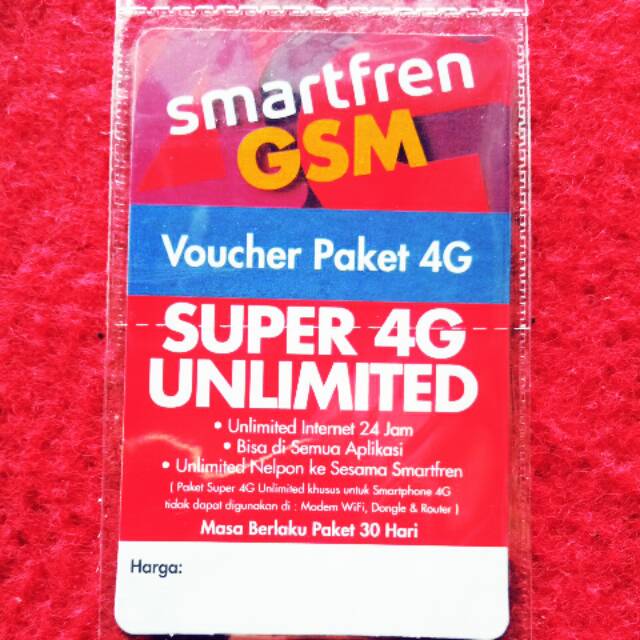 smartfren
GSM
Voucher Paket 4G
SUPER 4G
UNLIMITED
• Unlimited Internet 24 Jam
• Bisa di Semua Aplikasi
• Unlimited Nelpon ke Sesama Smartfren
( Paket Super 4G Unlimited khusus untuk Smartphone 4G
tidak dapat digunakan di : Modem WiFi, Dongle & Router )
Masa Berlaku Paket 30 Hari
Harga: